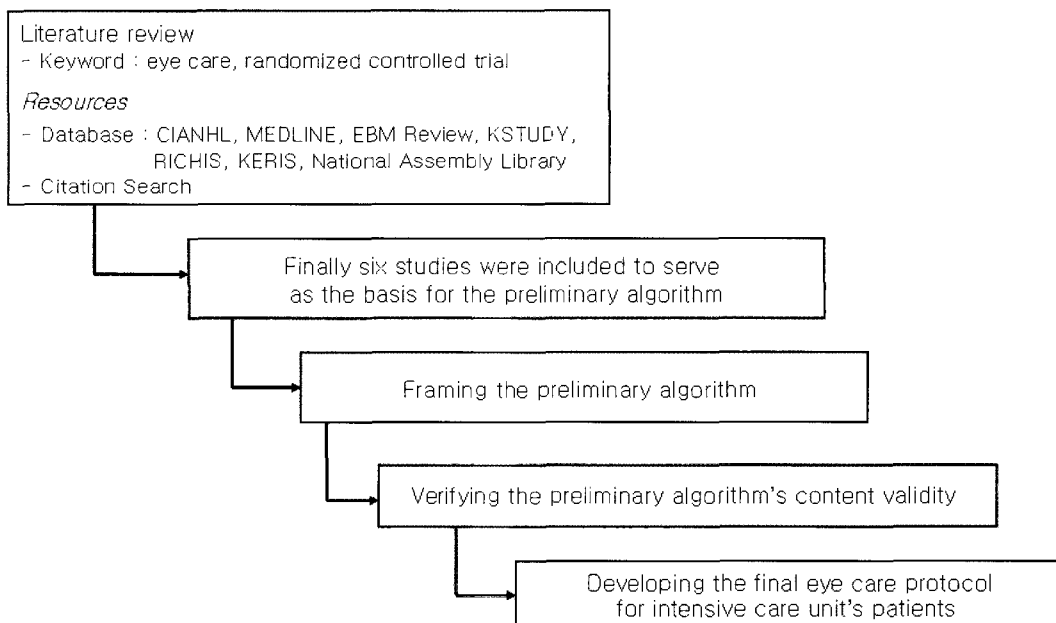 Literature review
- Keyword : eye care, randomized controlled trial
Resources
- Database : CIANHL, MEDLINE, EBM Review, KSTUDY,
RICHIS, KERIS, National Assembly Library
- Citation Search
Finally six studies were included to serve
as the basis for the preliminary algorithm
Framing the preliminary algorithm
Verifying the preliminary algorithm's content validity
Developing the final eye care protocol
for intensive care unit's patients